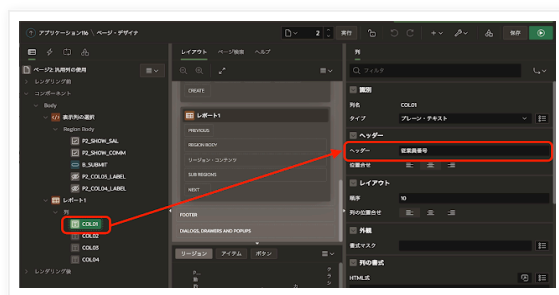 アプリケーション116 \ ページ・デザイナ
2
実行
保存
ページ2: 汎用列の使用
レンダリング前
コンポーネント
Body
表示列の選択
Region Body
P2_SHOW_SAL
P2_SHOW_COMM
B_SUBMIT
P2_COL03_LABEL
P2_COL04_LABEL
レポート1
列
COL01
COL02
COL03
COL04
レンダリング後
レイアウト
ページ検索
ヘルプ
CREATE
レポート1
PREVIOUS
REGION BODY
リージョン・コンテンツ
SUB REGIONS
NEXT
FOOTER
DIALOGS, DRAWERS AND POPUPS
リージョン
アイテム
ボタン
列
フィルタ
識別
列名 COL01
タイプ プレーン・テキスト
ヘッダー
ヘッダー 従業員番号
位置合せ
レイアウト
順序 10
列の位置合せ
外観
書式マスク
列の書式
HTML式